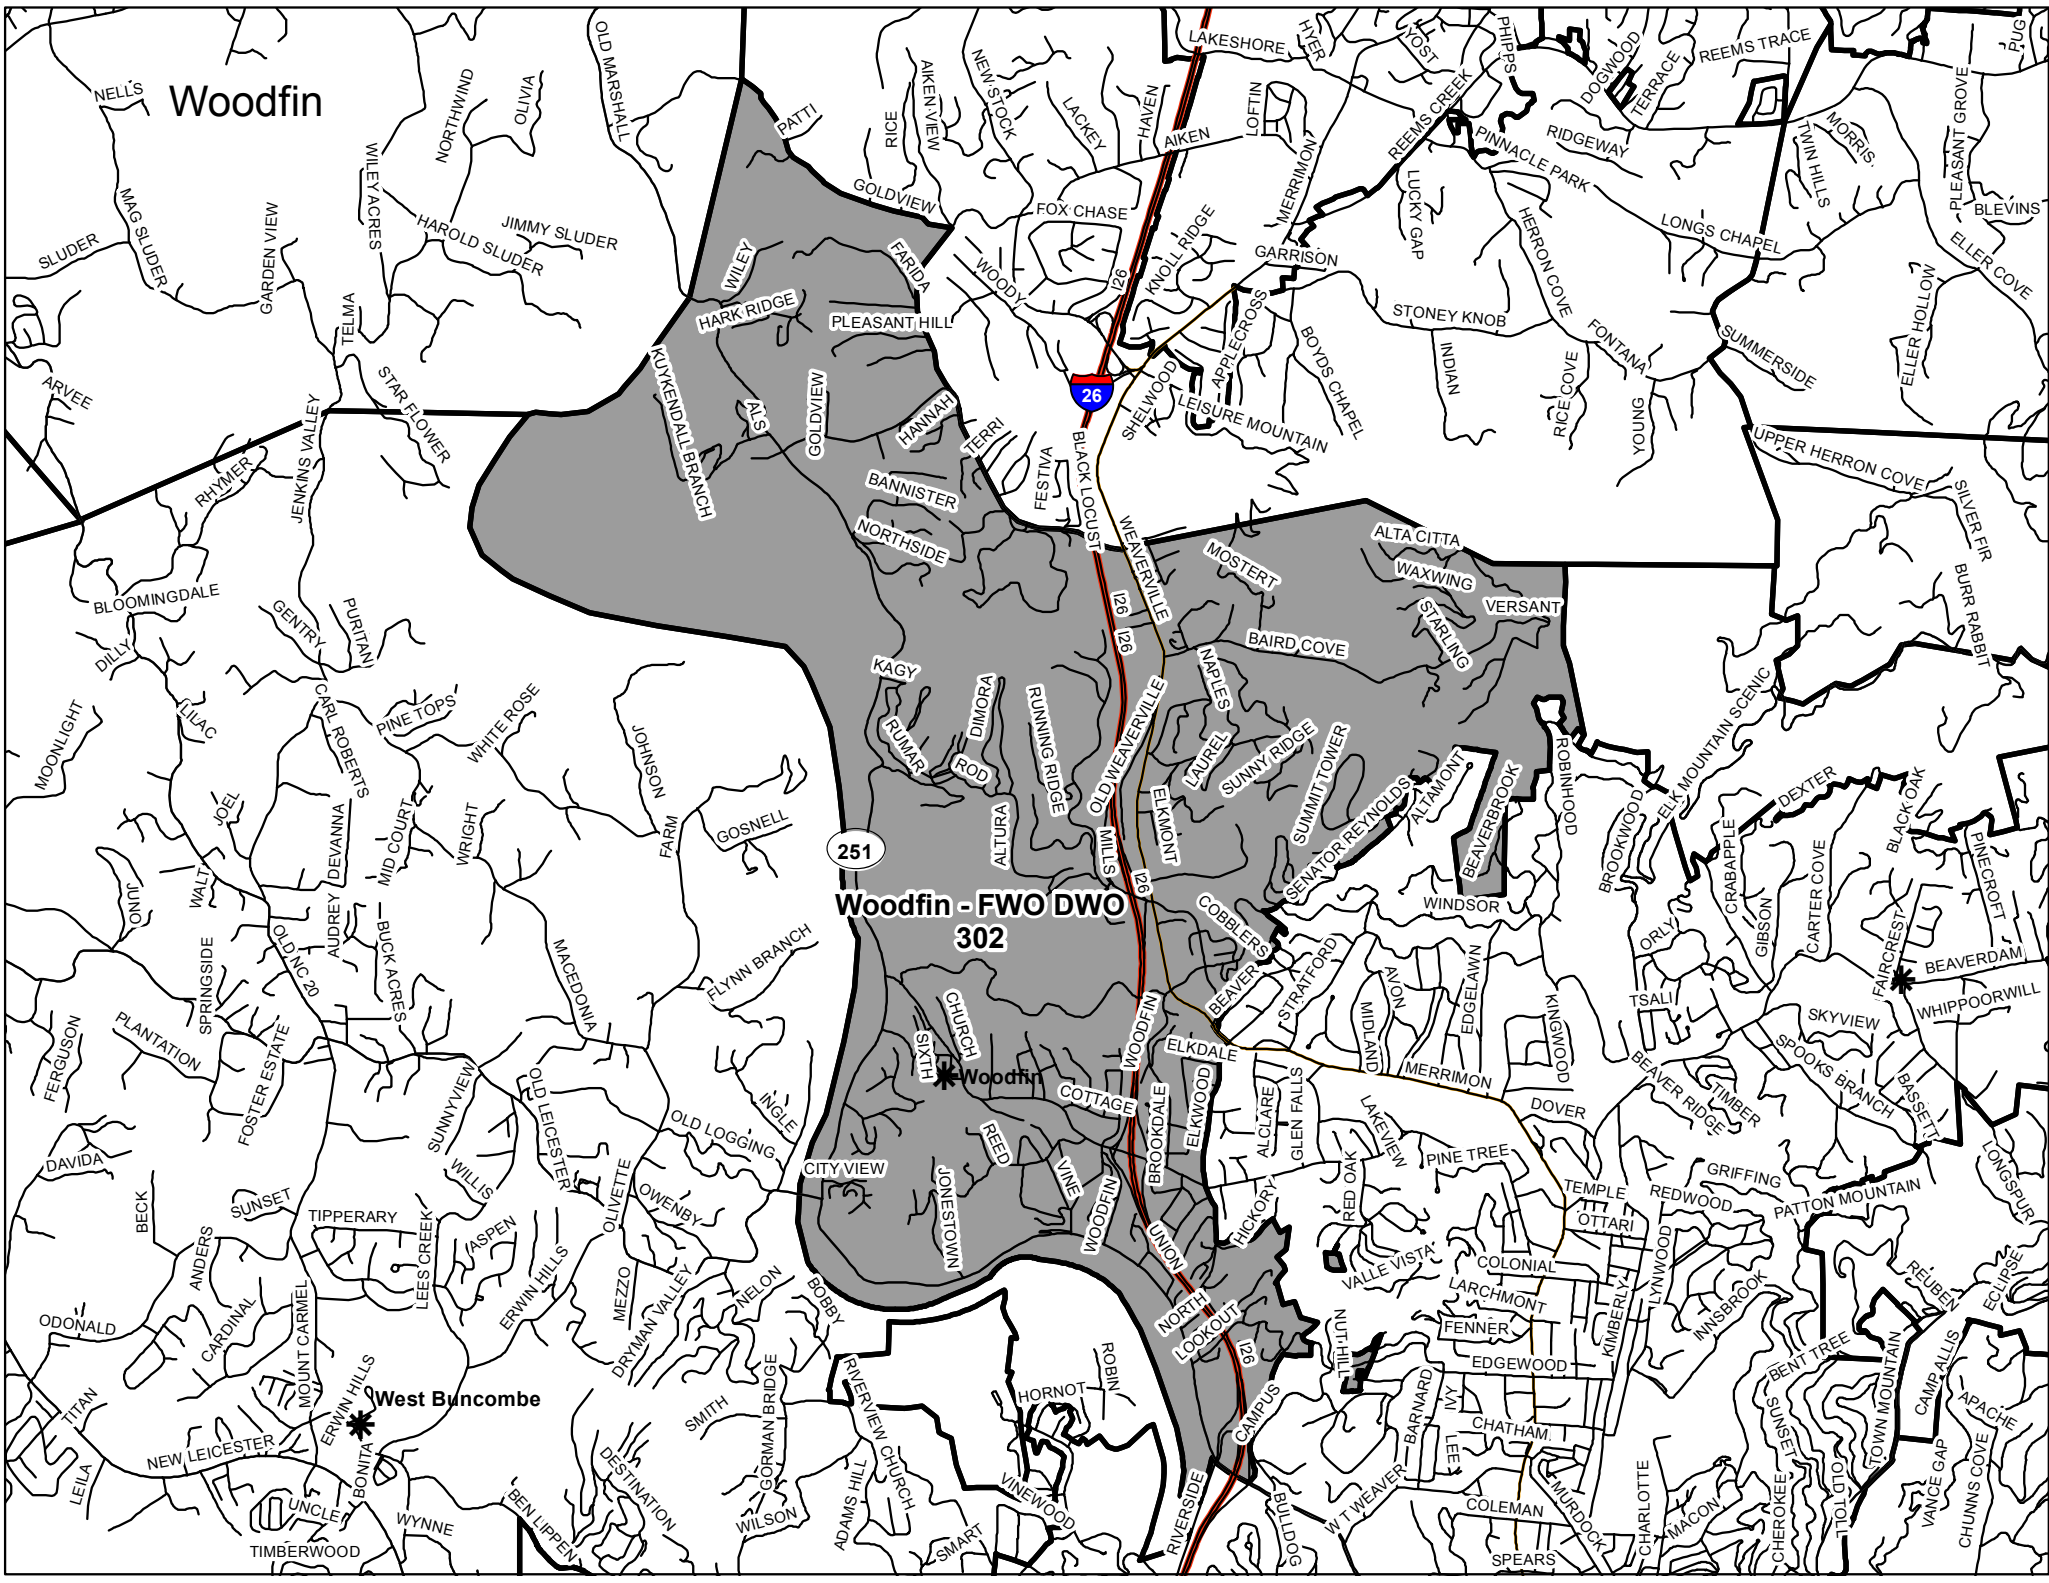 Woodfin
NELLS
NORTHWIND
OLIVIA
OLD MARSHALL
PATTI
RICE
AIKEN VIEW
NEW STOCK
LACKEY
HAVEN
AIKEN
LAKESHORE
HYER
YOST
PHIPPS
DOGWOOD
TERRACE
REEMS TRACE
PUG
LOFTIN
MERRIMON
REEMS CREEK
PINNACLE PARK
RIDGEWAY
TWIN HILLS
MORRIS
PLEASANT GROVE
BLEVINS
MAG SLUDER
SLUDER
WILEY ACRES
GARDEN VIEW
HAROLD SLUDER
JIMMY SLUDER
GOLDVIEW
FOX CHASE
KNOLL RIDGE
GARRISON
LUCKY GAP
HERRON COVE
LONGS CHAPEL
ELLER COVE
ELLER HOLLOW
WILEY
FARIDA
WOODY
I26
TELMA
HARK RIDGE
PLEASANT HILL
APPLECROSS
BOYDS CHAPEL
STONEY KNOB
INDIAN
FONTANA
SUMMERSIDE
ARVEE
STAR FLOWER
KUYKENDALL BRANCH
ALS
GOLDVIEW
HANNAH
TERRI
26
SHELWOOD
LEISURE MOUNTAIN
RICE COVE
YOUNG
JENKINS VALLEY
RHYMER
BANNISTER
FESTIVA
BLACK LOCUST
UPPER HERRON COVE
SILVER FIR
NORTHSIDE
WEAVERVILLE
MOSTERT
ALTA CITTA
WAXWING
VERSANT
STARLING
BURR RABBIT
BLOOMINGDALE
GENTRY
PURITAN
DILLY
I26
I26
BAIRD COVE
KAGY
NAPLES
MOONLIGHT
LILAC
CARL ROBERTS
PINE TOPS
WHITE ROSE
JOHNSON
RUMAR
DIMORA
ROD
RUNNING RIDGE
OLD WEAVERVILLE
LAUREL
SUNNY RIDGE
SUMMIT TOWER
ALTAMONT
SENATOR REYNOLDS
BEAVERBROOK
ROBINHOOD
BROOKWOOD
ELK MOUNTAIN SCENIC
DEXTER
BLACK OAK
JOEL
DEVANNA
MID COURT
WRIGHT
FARM
GOSNELL
251
ALTURA
MILLS
ELKMONT
I26
CRABAPPLE
CARTER COVE
PINECROFT
JUNO
WALT
AUDREY
Woodfin - FWO DWO
302
COBBLERS
WINDSOR
ORLY
GIBSON
FAIRCREST
BEAVERDAM
SPRINGSIDE
OLD NC 20
BUCK ACRES
MACEDONIA
FLYNN BRANCH
BEAVER
STRATFORD
AVON
EDGELAWN
KINGWOOD
TSALI
SKYVIEW
WHIPPOORWILL
FERGUSON
PLANTATION
FOSTER ESTATE
CHURCH
SIXTH
Woodfin
WOODFIN
ELKDALE
MIDLAND
MERRIMON
BEAVER RIDGE
TIMBER
SPOOKS BRANCH
BASSETT
SUNNYVIEW
OLD LEICESTER
OLD LOGGING
INGLE
COTTAGE
BROOKDALE
ELKWOOD
ALCLARE
GLEN FALLS
LAKEVIEW
DOVER
DAVIDA
WILLIS
CITY VIEW
REED
VINE
JONESTOWN
WOODFIN
UNION
HICKORY
RED OAK
PINE TREE
TEMPLE
REDWOOD
GRIFFING
PATTON MOUNTAIN
LONGSPUR
BECK
SUNSET
TIPPERARY
ASPEN
OLIVETTE
OWENBY
OTTARI
ANDERS
LEES CREEK
ERWIN HILLS
MEZZO
DRYMAN VALLEY
NELON
BOBBY
NORTH
LOOKOUT
I26
VALLE VISTA
COLONIAL
LARCHMONT
KIMBERLY
LYNWOOD
INNSBROOK
REUBEN
ECLIPSE
ODONALD
CARDINAL
MOUNT CARMEL
NUTHILL
FENNER
EDGEWOOD
BENT TREE
TOWN MOUNTAIN
CAMP ALLIS
TITAN
ERWIN HILLS
West Buncombe
SMITH
GORMAN BRIDGE
RIVERVIEW CHURCH
HORNOT
ROBIN
CAMPUS
BARNARD
IVY
LEE
CHATHAM
SUNSET
APACHE
NEW LEICESTER
LEILA
BONITA
UNCLE
WYNNE
BEN LIPPEN
DESTINATION
WILSON
ADAMS HILL
SMART
VINEWOOD
RIVERSIDE
BULLDOG
W T WEAVER
COLEMAN
MURDOCK
CHARLOTTE
MACON
CHEROKEE
OLD TOLL
VANCE GAP
CHUNNS COVE
TIMBERWOOD
SPEARS